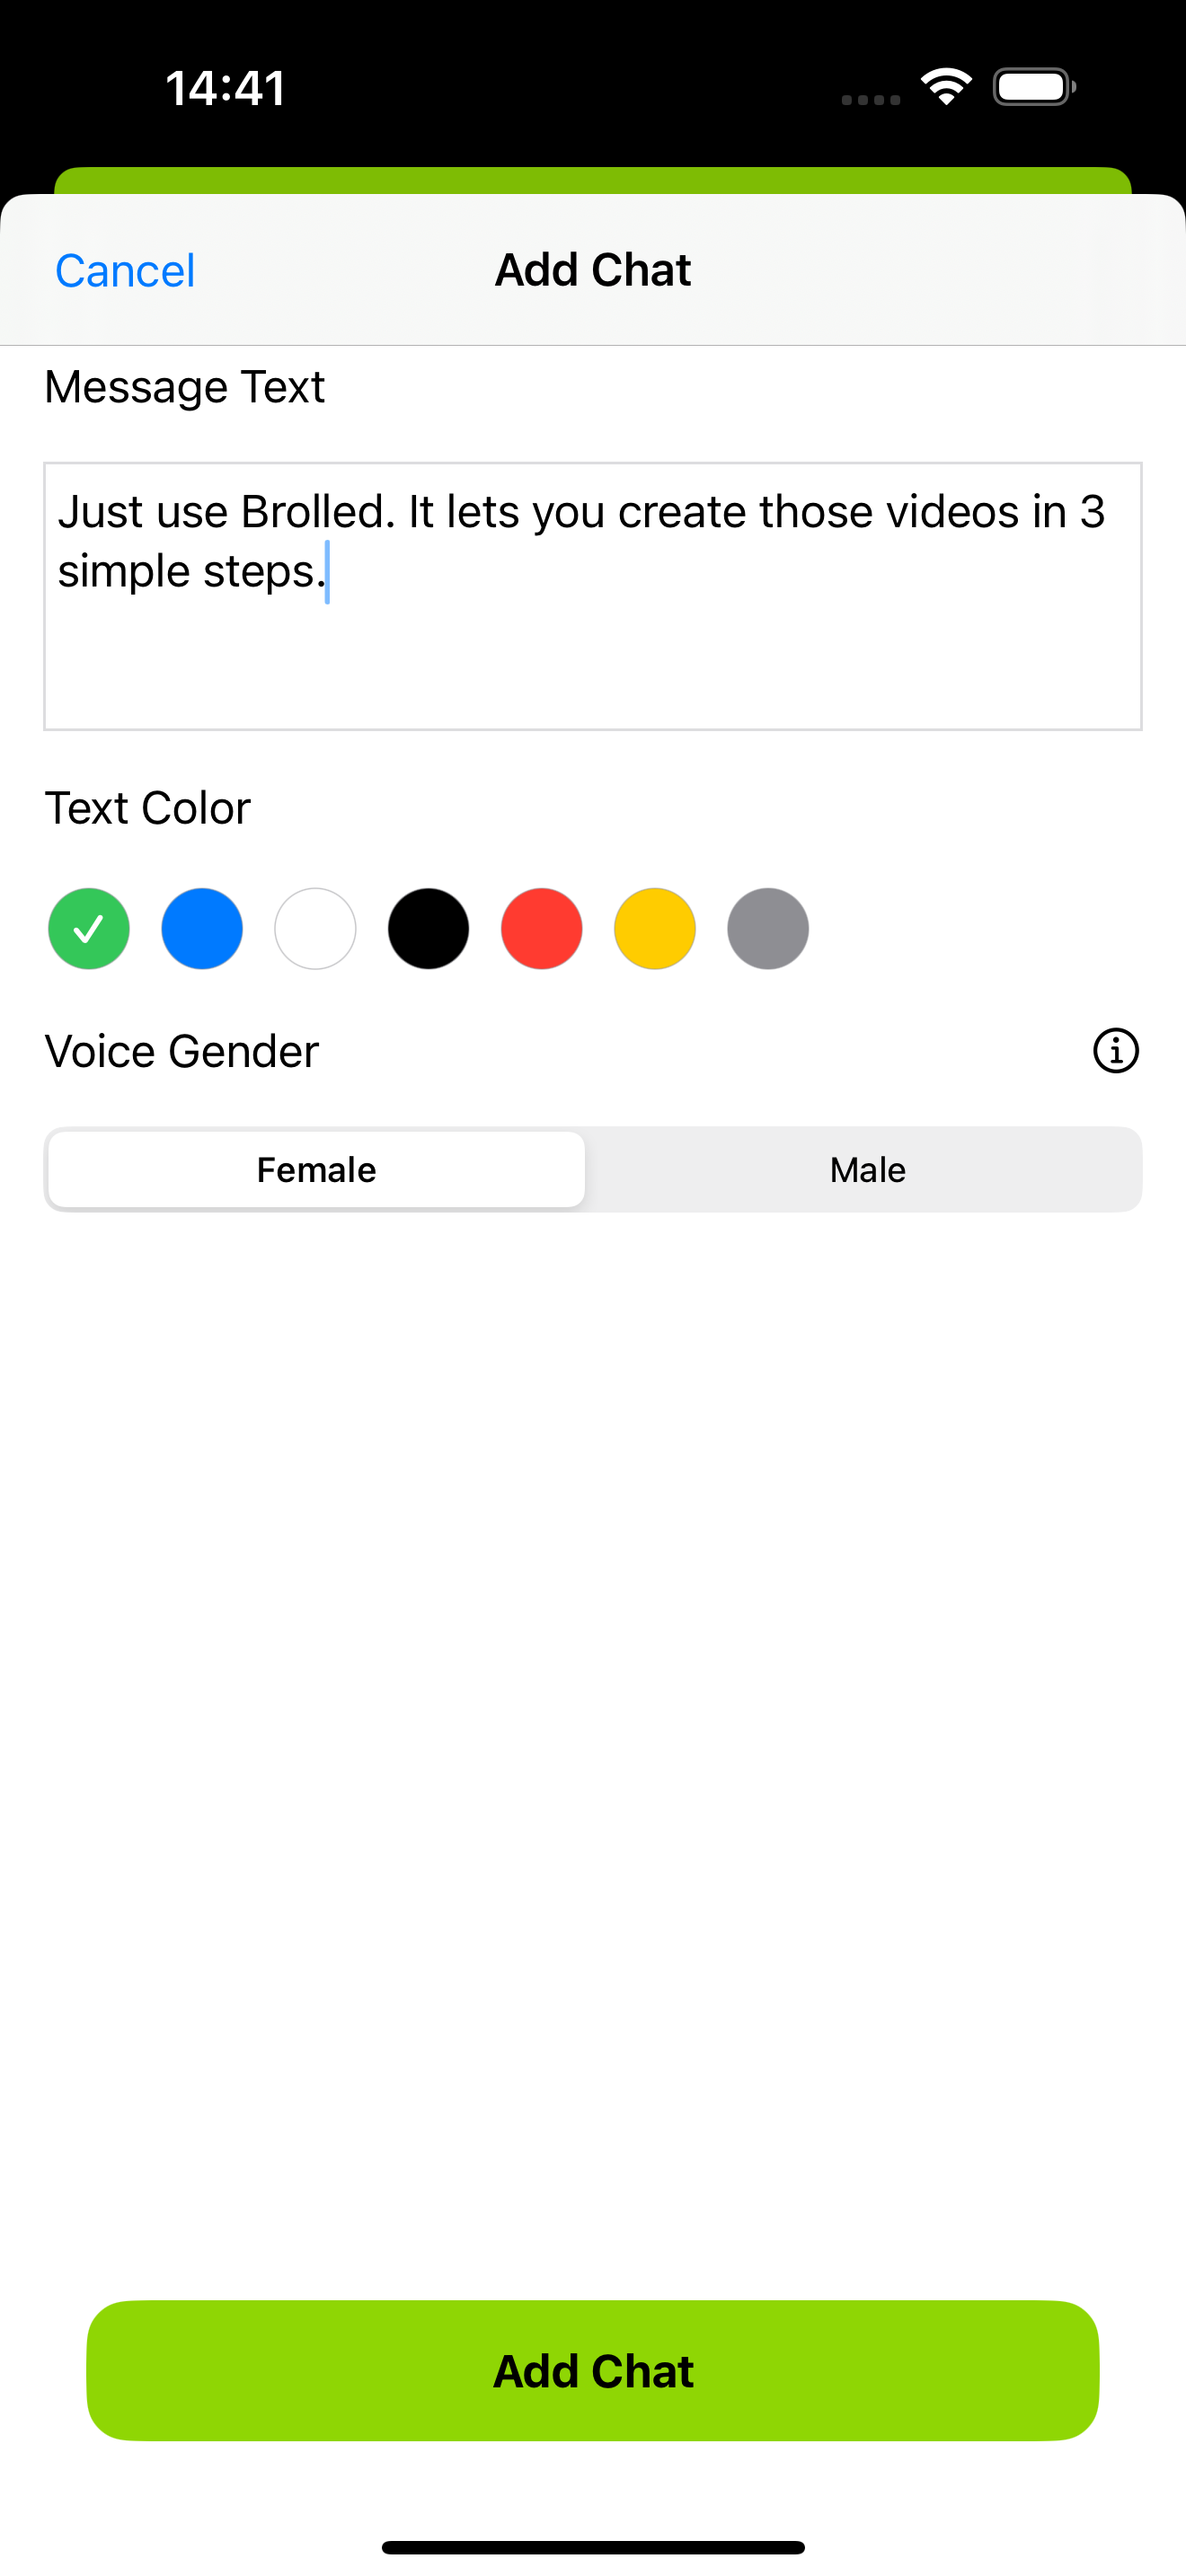 14:41
Cancel
Add Chat
Message Text
Just use Brolled. It lets you create those videos in 3
simple steps.
Text Color
Voice Gender
Female
Male
Add Chat